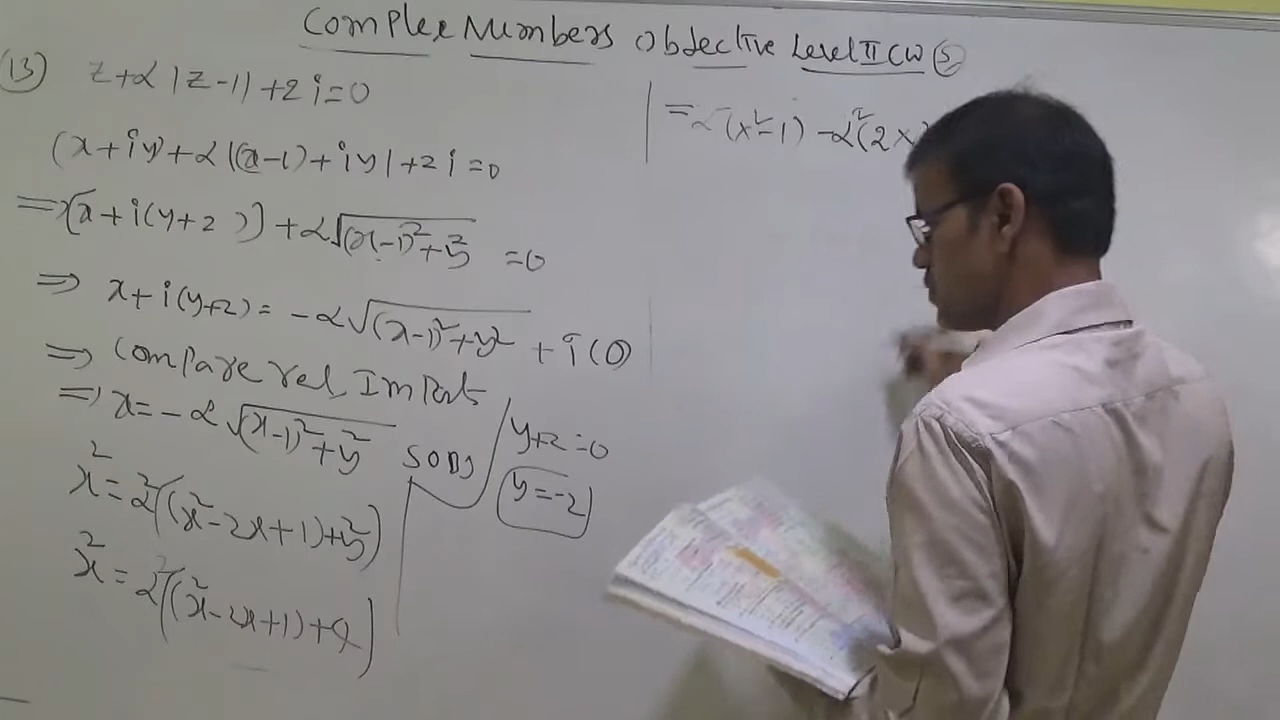 Complex Numbers Objective Level II CW (5)
(13) z+α|z-1|+2i=0
(x+iy)+α|(x-1)+iy|+2i=0
⇒[x+i(y+2)]+α√((x-1)²+y²)=0
⇒ x+i(y+2)=-α√((x-1)²+y²)+i(0)
⇒ Compare rel, Im Part
⇒ x=-α√((x-1)²+y²) SOBS
x²=α²((x²-2x+1)+y²)
x²=α²((x²-2x+1)+4)
y+2=0
y=-2
=α²(x²-1)-α²(2x